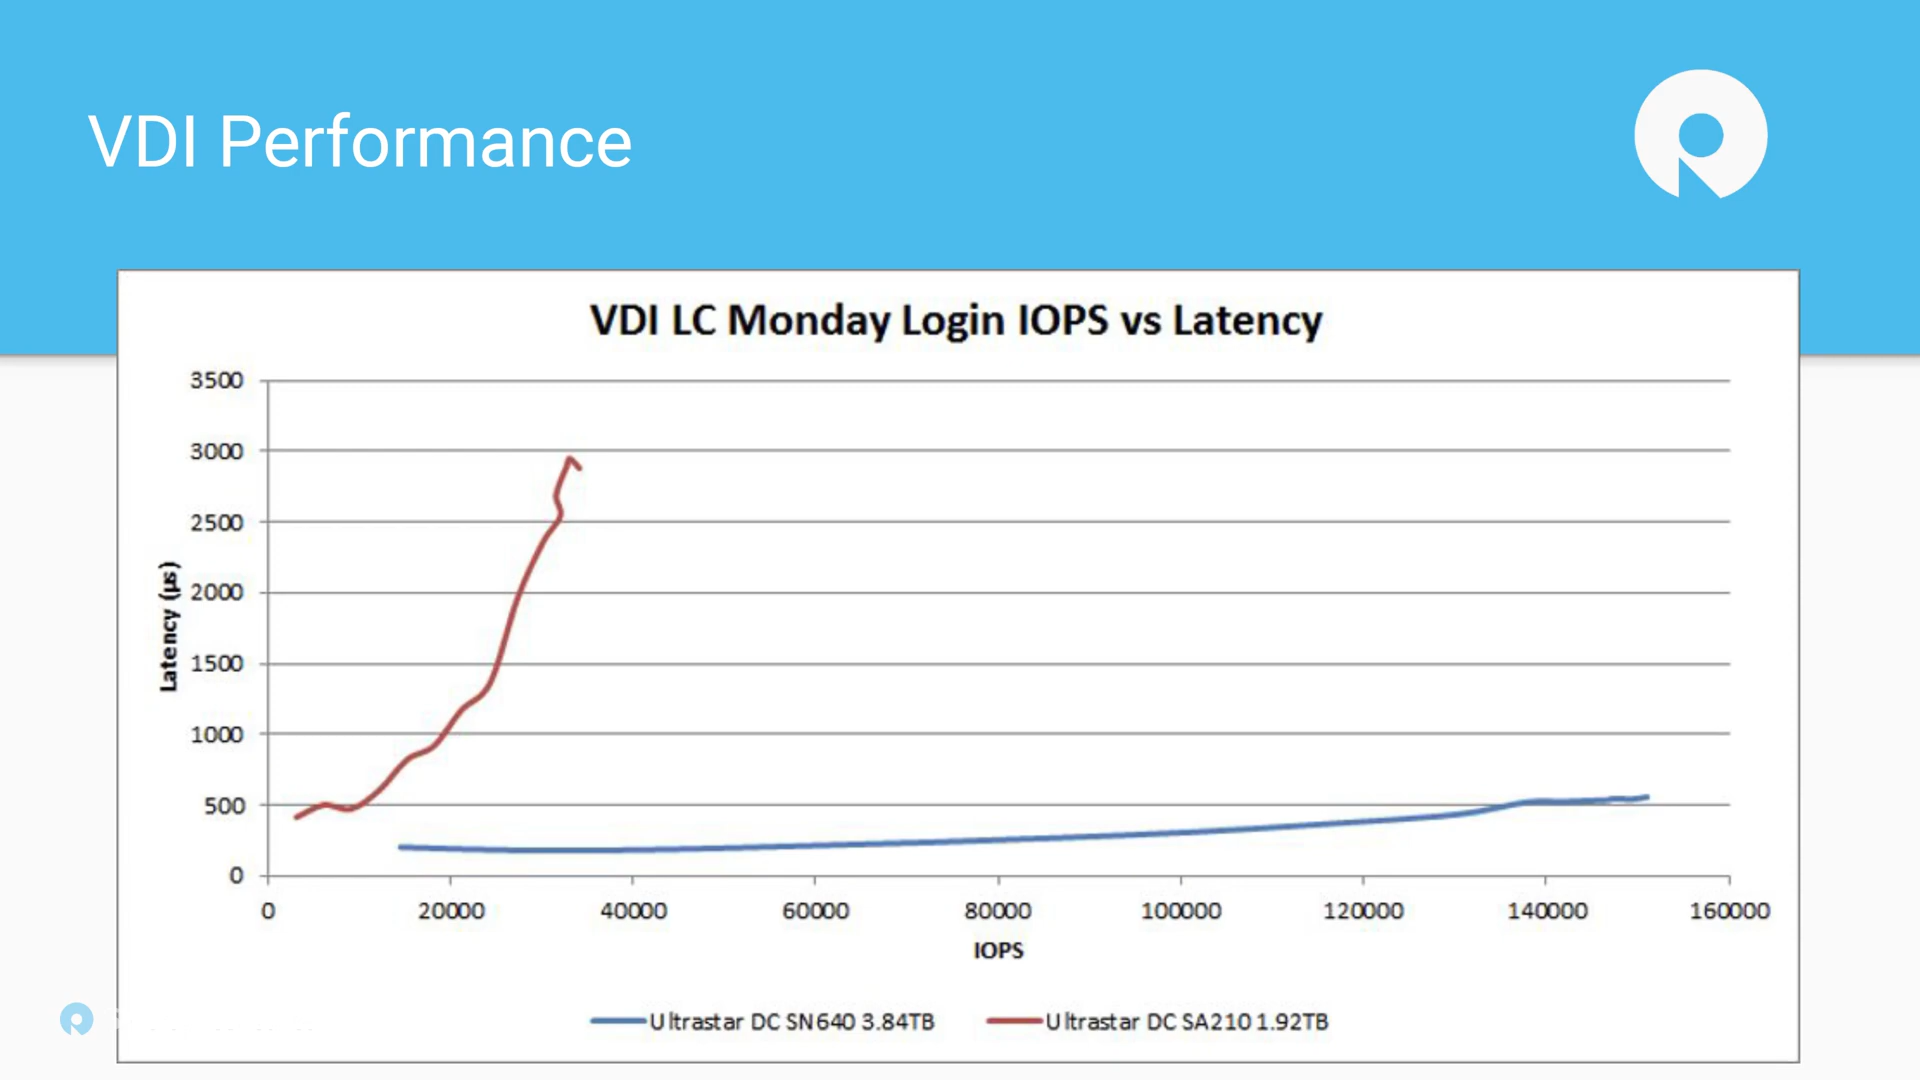 VDI Performance
VDI LC Monday Login IOPS vs Latency
3500
3000
2500
2000
1500
1000
500
0
Latency (µs)
0 20000 40000 60000 80000 100000 120000 140000 160000
IOPS
Ultrastar DC SN640 3.84TB Ultrastar DC SA210 1.92TB